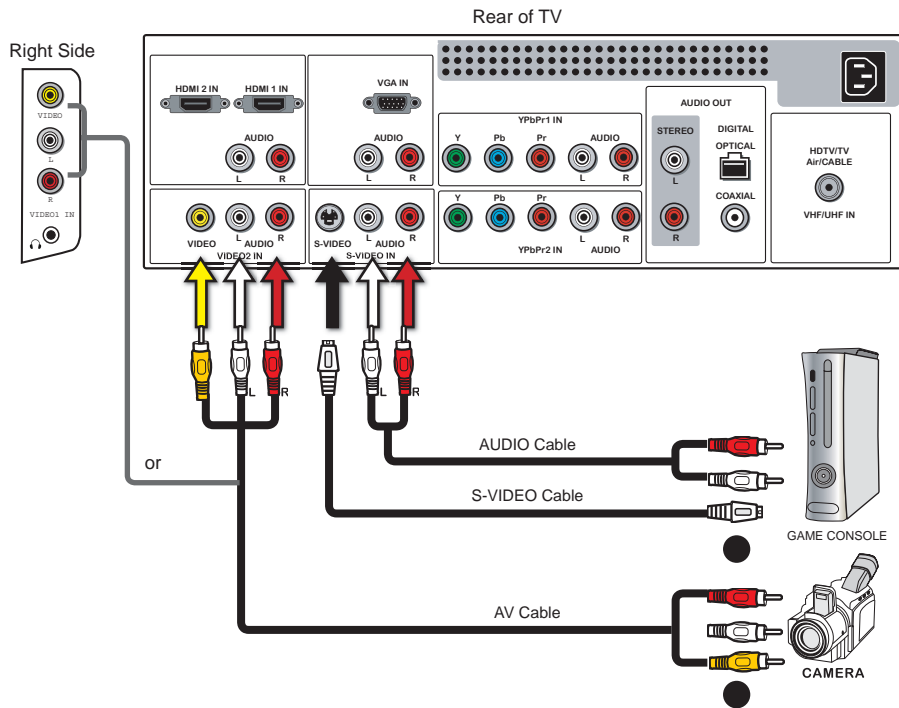 Rear of TV
Right Side
VIDEO
L
R
VIDEO1 IN
HDMI 2 IN
HDMI 1 IN
AUDIO
L
R
VGA IN
AUDIO
L
R
YPbPr1 IN
Y
Pb
Pr
AUDIO
L
R
AUDIO OUT
STEREO
L
R
DIGITAL
OPTICAL
COAXIAL
HDTV/TV
Air/CABLE
VHF/UHF IN
VIDEO
L
AUDIO
R
VIDEO2 IN
S-VIDEO
L
AUDIO
R
S-VIDEO IN
Y
Pb
Pr
L
R
YPbPr2 IN
AUDIO
L
R
L
R
or
AUDIO Cable
S-VIDEO Cable
GAME CONSOLE
AV Cable
CAMERA